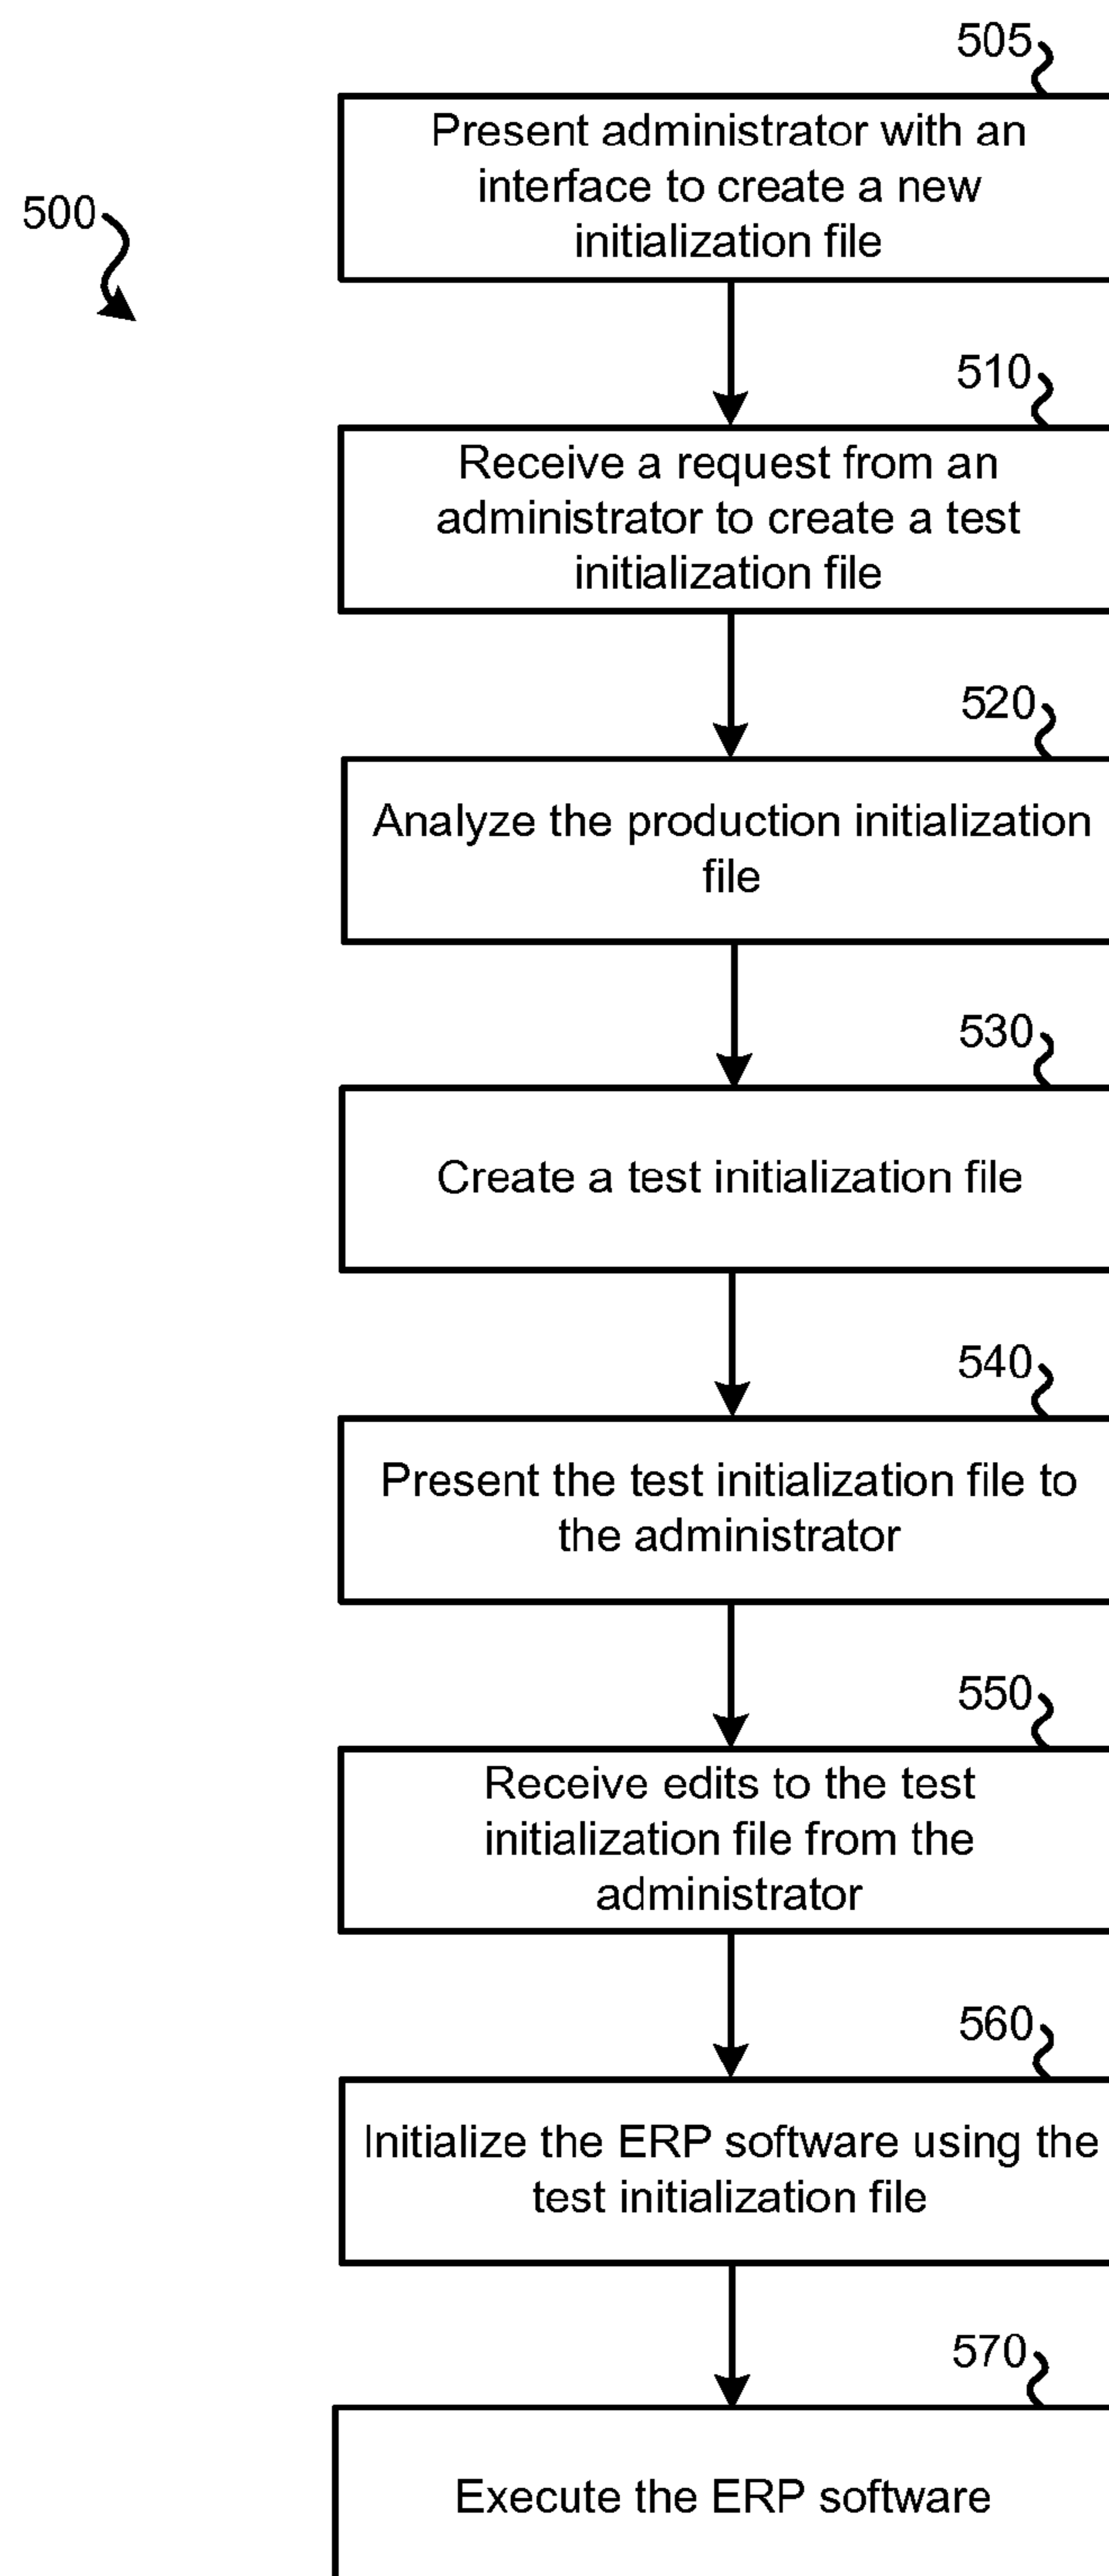 505
Present administrator with an
interface to create a new
initialization file
500
510
Receive a request from an
administrator to create a test
initialization file
520
Analyze the production initialization
file
530
Create a test initialization file
540
Present the test initialization file to
the administrator
550
Receive edits to the test
initialization file from the
administrator
560
Initialize the ERP software using the
test initialization file
570
Execute the ERP software